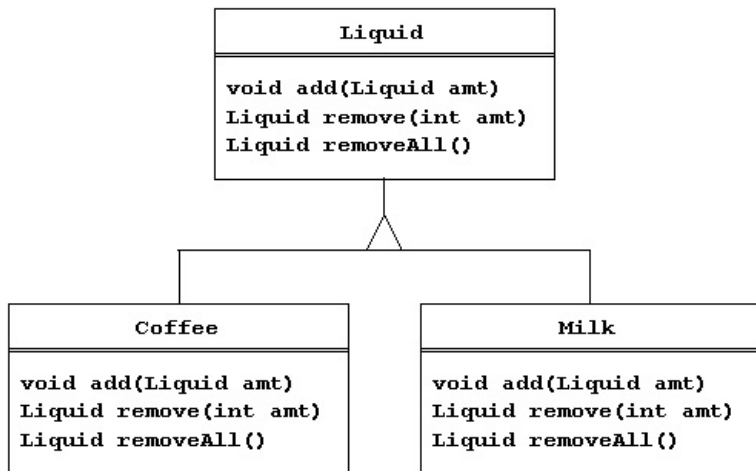 Liquid
void add(Liquid amt)
Liquid remove(int amt)
Liquid removeAll()
Coffee
void add(Liquid amt)
Liquid remove(int amt)
Liquid removeAll()
Milk
void add(Liquid amt)
Liquid remove(int amt)
Liquid removeAll()